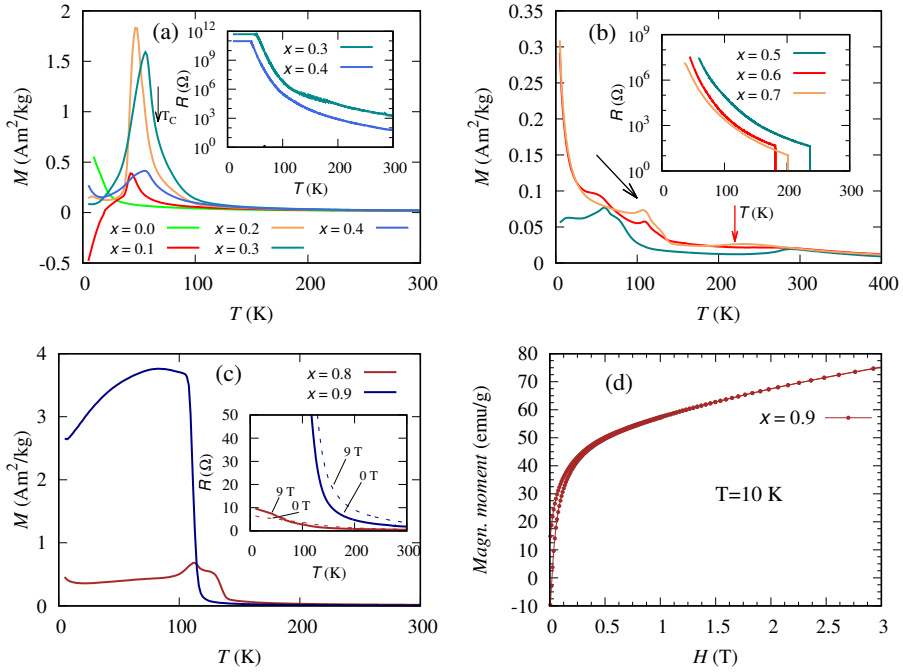 (a)
M (Am²/kg)
2
1.5
1
0.5
0
-0.5
0
100
200
300
T (K)
T_C
x = 0.0
x = 0.2
x = 0.4
x = 0.1
x = 0.3
R (Ω)
10¹²
10⁹
10⁶
10³
10⁰
0
100
200
300
T (K)
x = 0.3
x = 0.4
(b)
M (Am²/kg)
0.35
0.3
0.25
0.2
0.15
0.1
0.05
0
0
100
200
300
400
T (K)
R (Ω)
10⁹
10⁶
10³
10⁰
0
100
200
300
T (K)
x = 0.5
x = 0.6
x = 0.7
(c)
M (Am²/kg)
4
3
2
1
0
0
100
200
300
T (K)
x = 0.8
x = 0.9
R (Ω)
50
40
30
20
10
0
0
100
200
300
T (K)
9 T
0 T
9 T
0 T
(d)
Magn. moment (emu/g)
80
70
60
50
40
30
20
10
0
-10
0
0.5
1
1.5
2
2.5
3
H (T)
x = 0.9
T=10 K